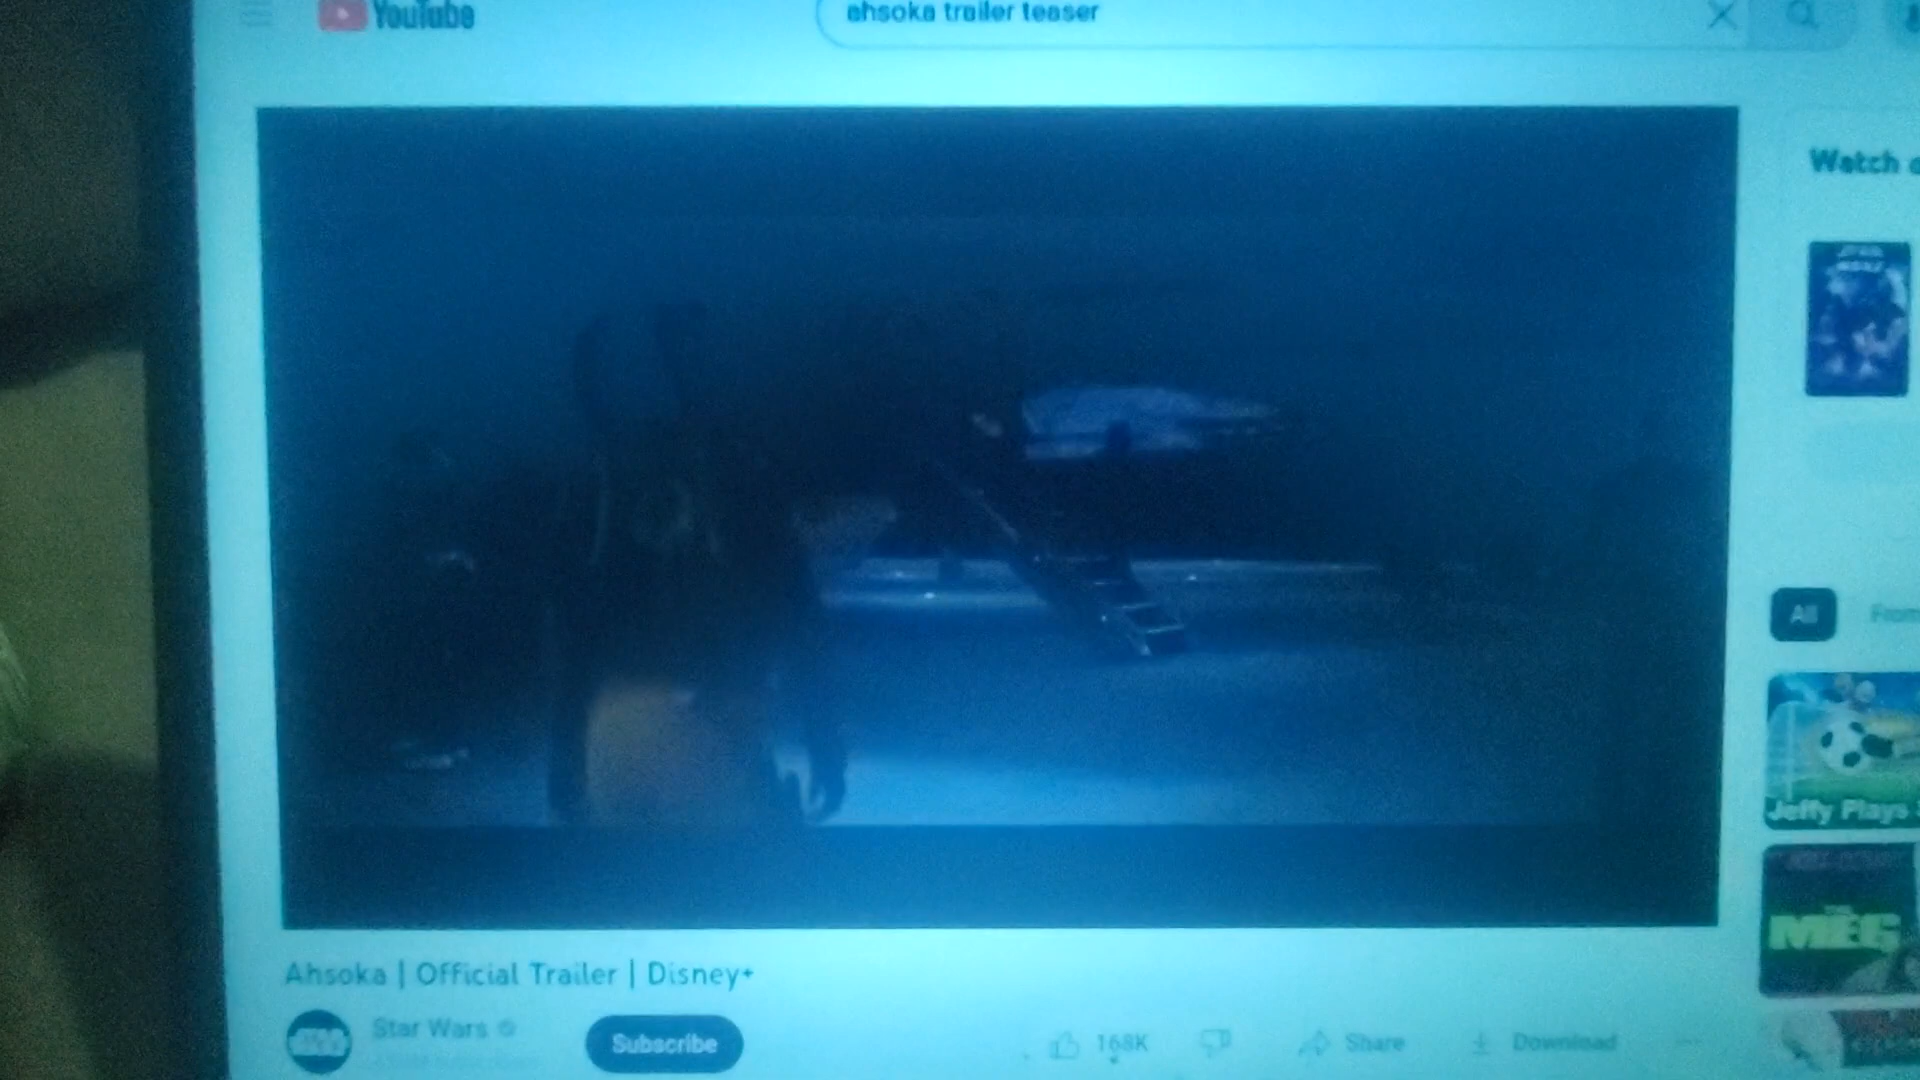 YouTube
ahsoka trailer teaser
Watch
All
Jeffy Plays
THE
MEG
Ahsoka | Official Trailer | Disney+
Star Wars
Subscribe
168K
Share
Download